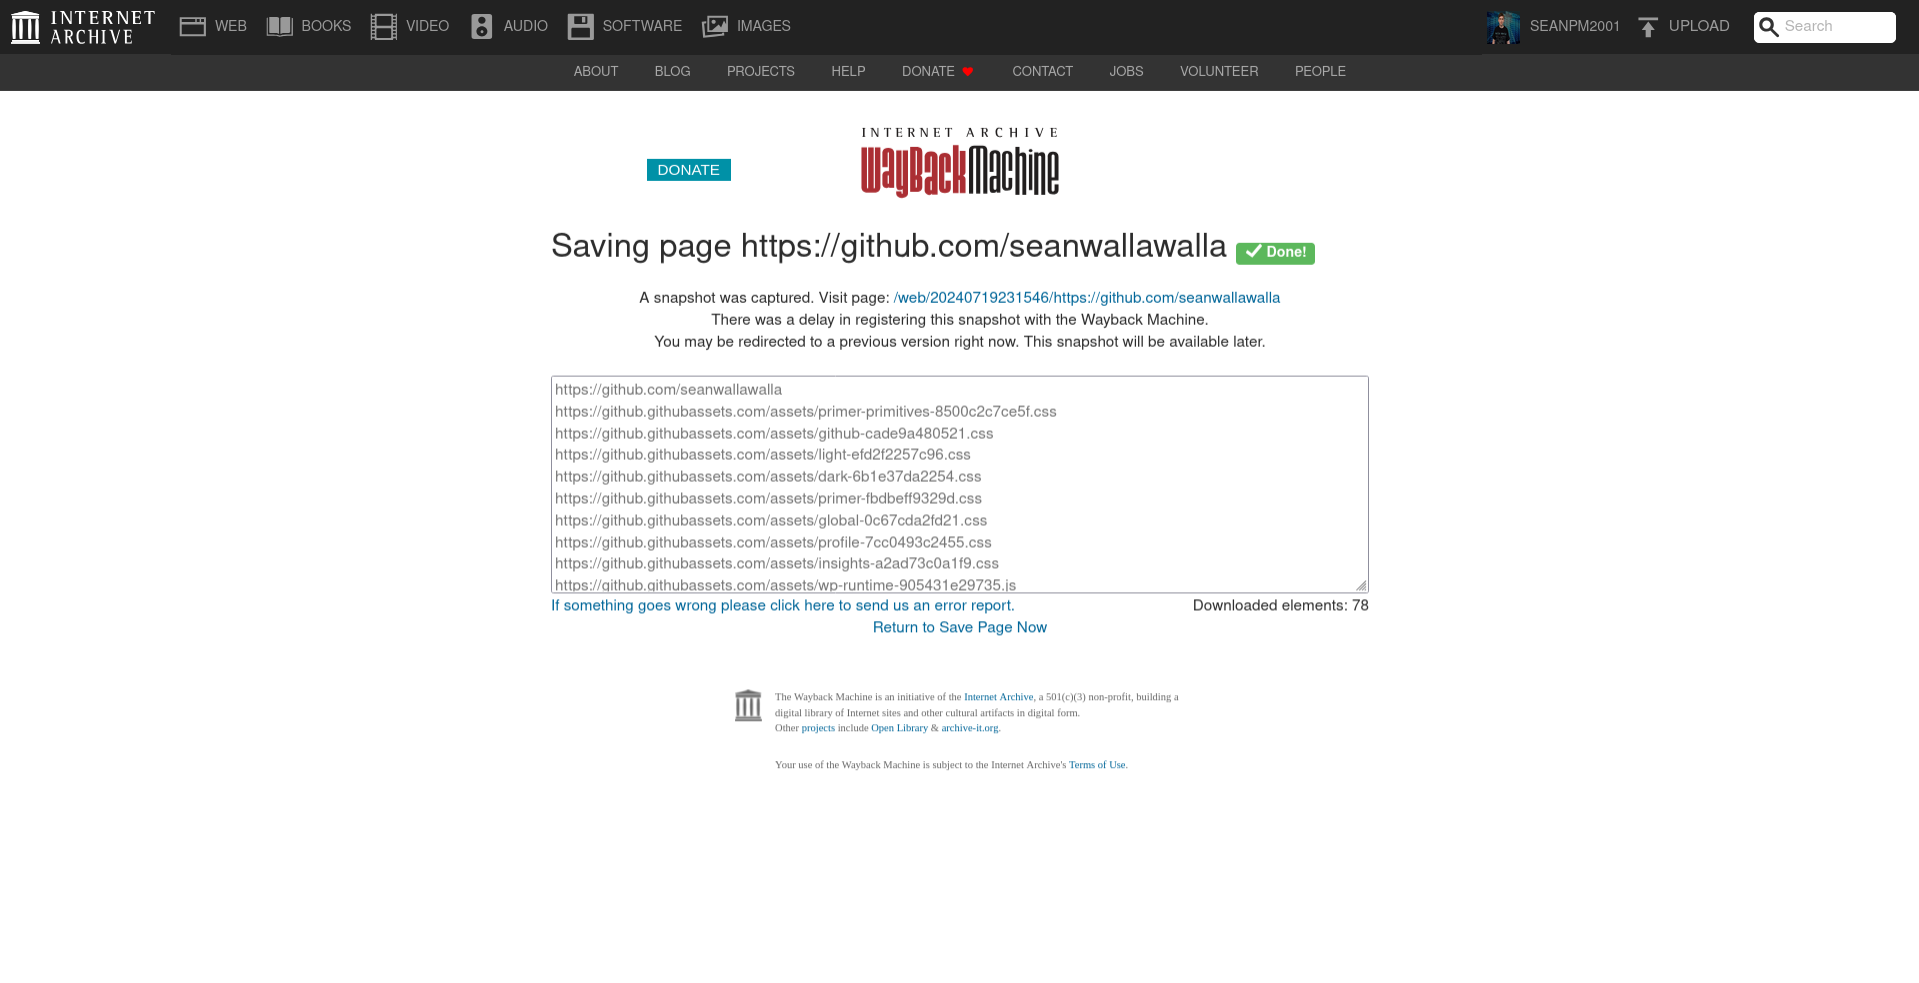 INTERNET ARCHIVE
WEB BOOKS VIDEO AUDIO SOFTWARE IMAGES SEANPM2001 UPLOAD Search
ABOUT BLOG PROJECTS HELP DONATE CONTACT JOBS VOLUNTEER PEOPLE
INTERNET ARCHIVE
WayBackMachine
DONATE
Saving page https://github.com/seanwallawalla Done!
A snapshot was captured. Visit page: /web/20240719231546/https://github.com/seanwallawalla
There was a delay in registering this snapshot with the Wayback Machine.
You may be redirected to a previous version right now. This snapshot will be available later.
https://github.com/seanwallawalla
https://github.githubassets.com/assets/primer-primitives-8500c2c7ce5f.css
https://github.githubassets.com/assets/github-cade9a480521.css
https://github.githubassets.com/assets/light-efd2f2257c96.css
https://github.githubassets.com/assets/dark-6b1e37da2254.css
https://github.githubassets.com/assets/primer-fbdbeff9329d.css
https://github.githubassets.com/assets/global-0c67cda2fd21.css
https://github.githubassets.com/assets/profile-7cc0493c2455.css
https://github.githubassets.com/assets/insights-a2ad73c0a1f9.css
https://github.githubassets.com/assets/wp-runtime-905431e29735.js
If something goes wrong please click here to send us an error report. Downloaded elements: 78
Return to Save Page Now
The Wayback Machine is an initiative of the Internet Archive, a 501(c)(3) non-profit, building a
digital library of Internet sites and other cultural artifacts in digital form.
Other projects include Open Library & archive-it.org.
Your use of the Wayback Machine is subject to the Internet Archive's Terms of Use.